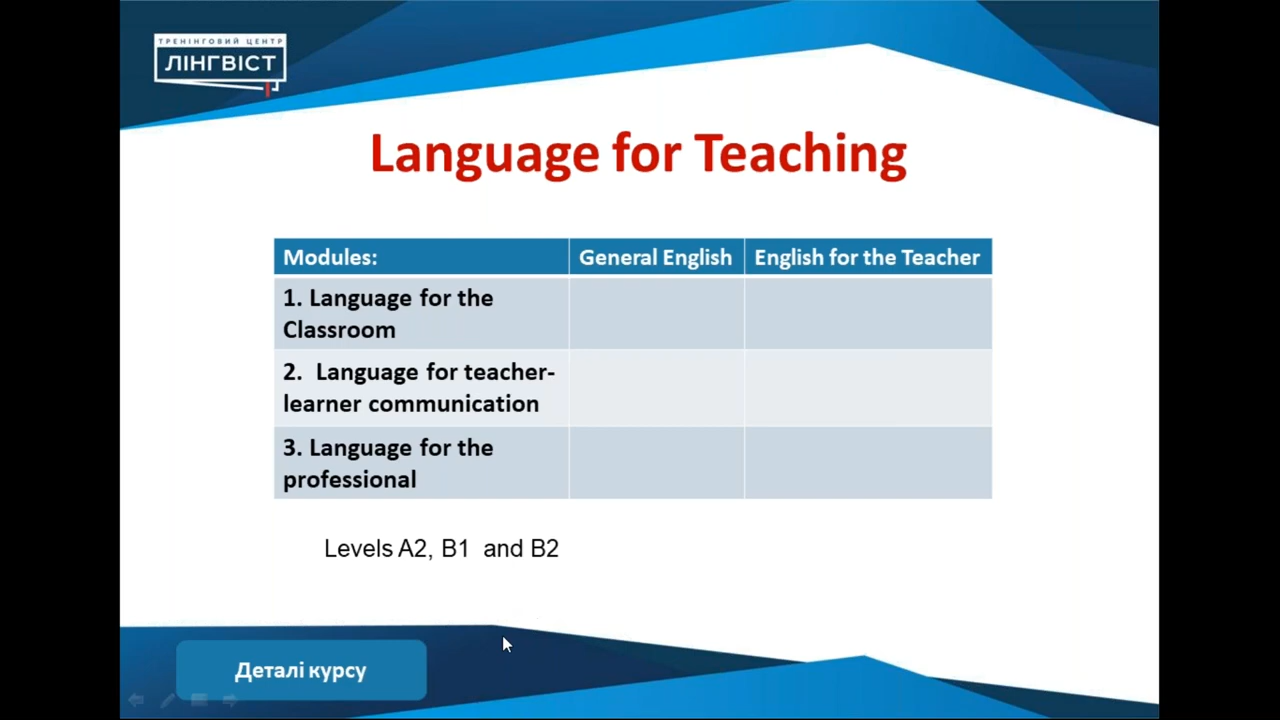 ТРЕНІНГОВИЙ ЦЕНТР
ЛІНГВІСТ
Language for Teaching
Modules:
General English
English for the Teacher
1. Language for the
Classroom
2. Language for teacher-
learner communication
3. Language for the
professional
Levels A2, B1 and B2
Деталі курсу